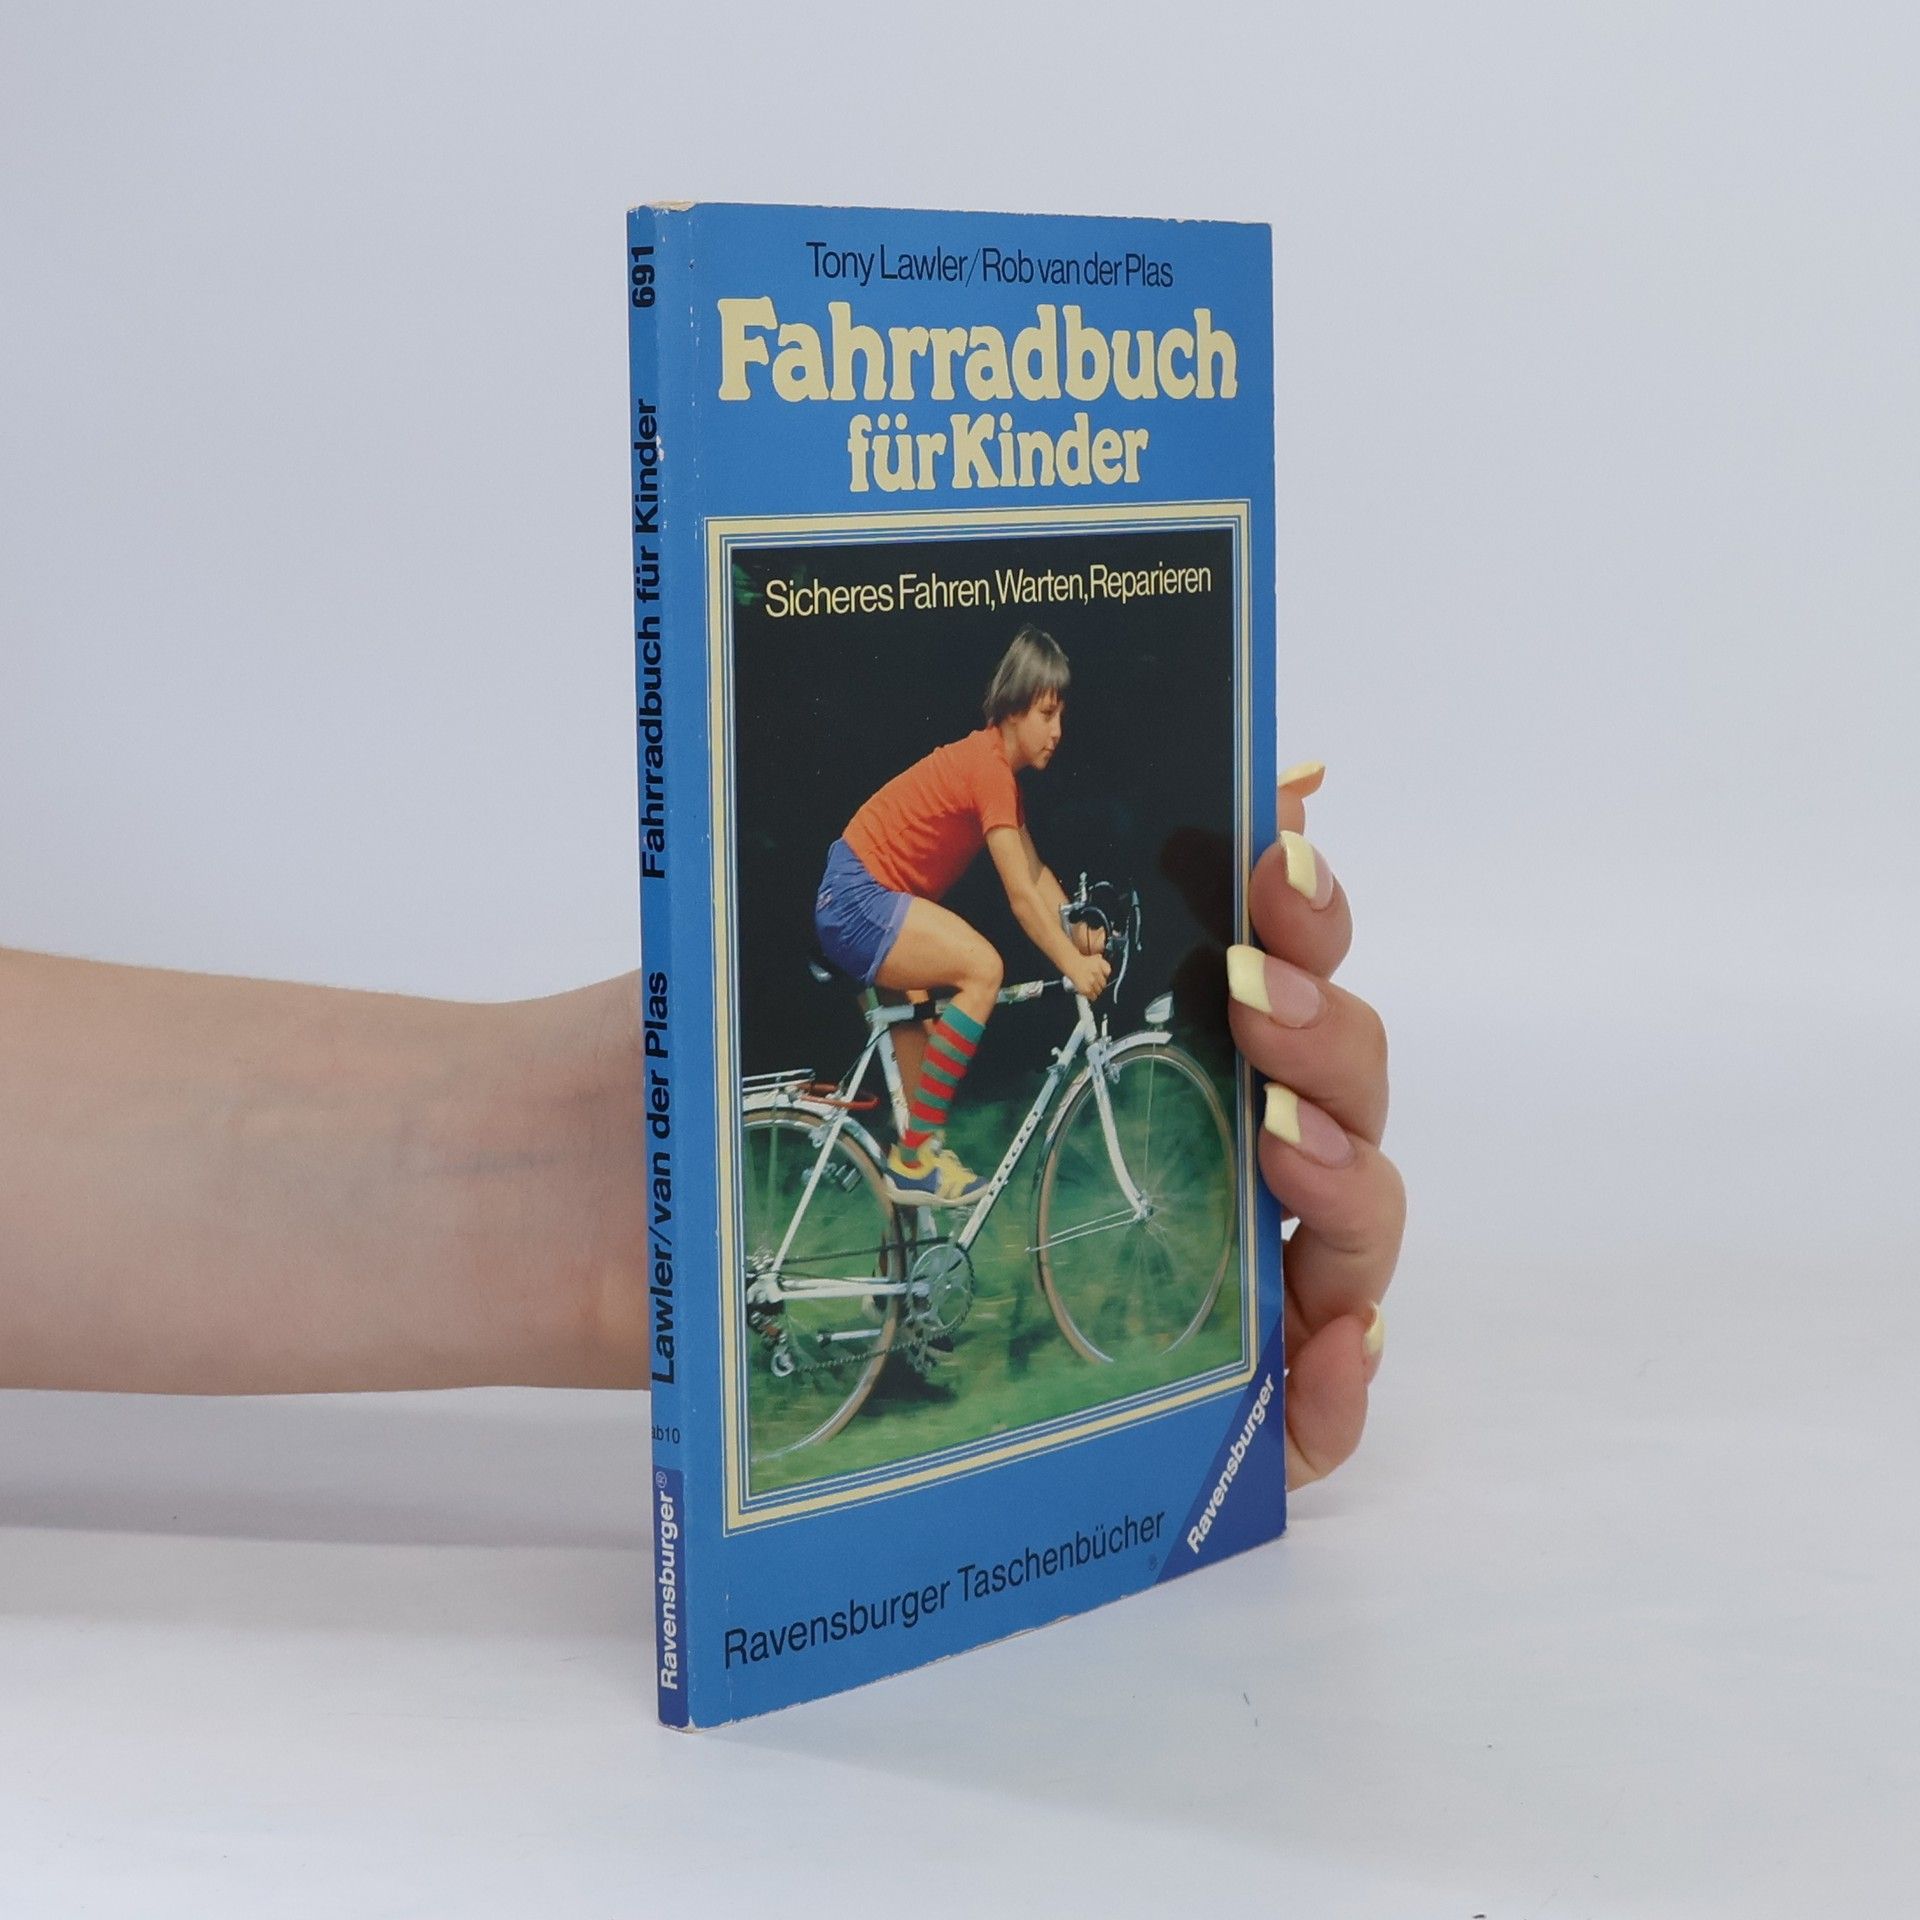 Tony Lawler/Rob van der Plas
Fahrradbuch
für Kinder
Sicheres Fahren, Warten, Reparieren
Ravensburger Taschenbücher
Ravensburger
691
Fahrradbuch für Kinder
Lawler/van der Plas
ab10
Ravensburger®